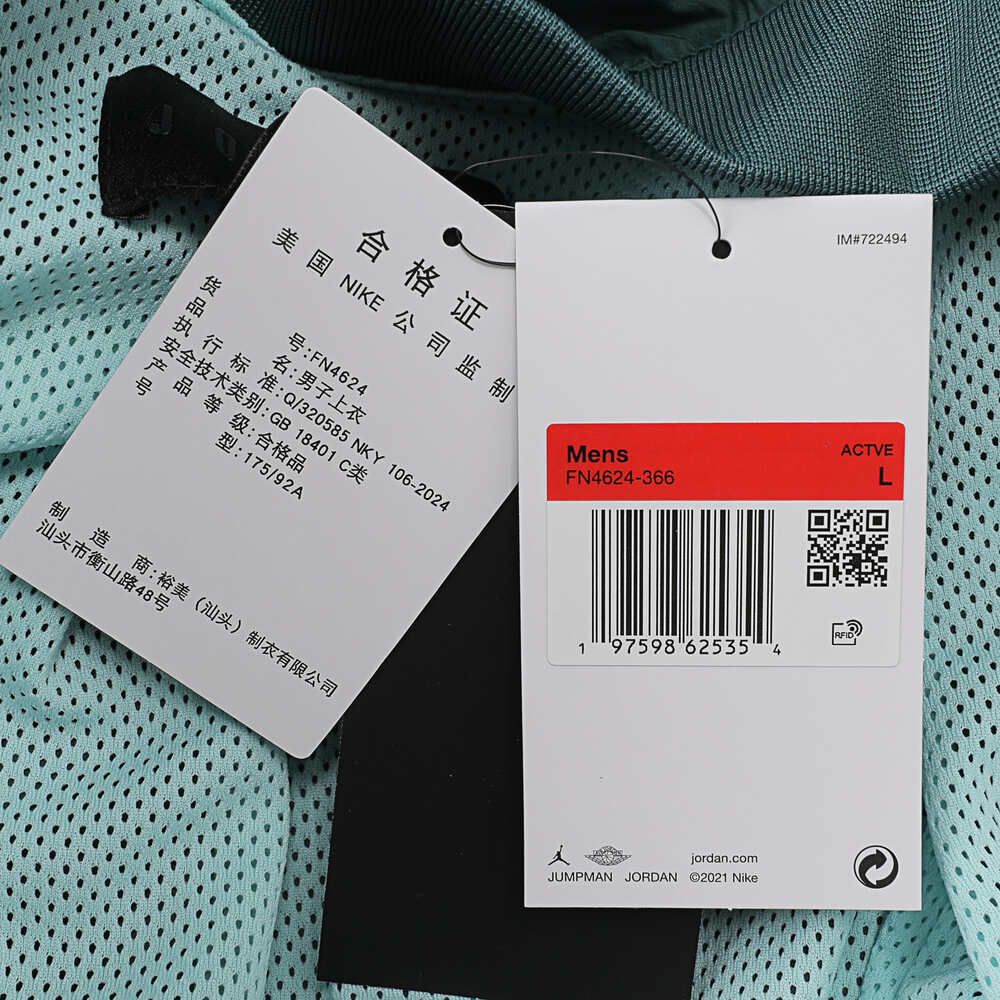 合格证
美国NIKE公司监制
货号:FN4624
品名:男子上衣
执行标准:Q/320585 NKY 106-2024
安全技术类别:GB 18401 C类
产品等级:合格品
号型:175/92A
制造商:裕美(汕头)制衣有限公司
汕头市衡山路48号
IM#722494
Mens
ACTVE
FN4624-366
L
RFID
1 97598 62535 4
JUMPMAN JORDAN
jordan.com
©2021 Nike